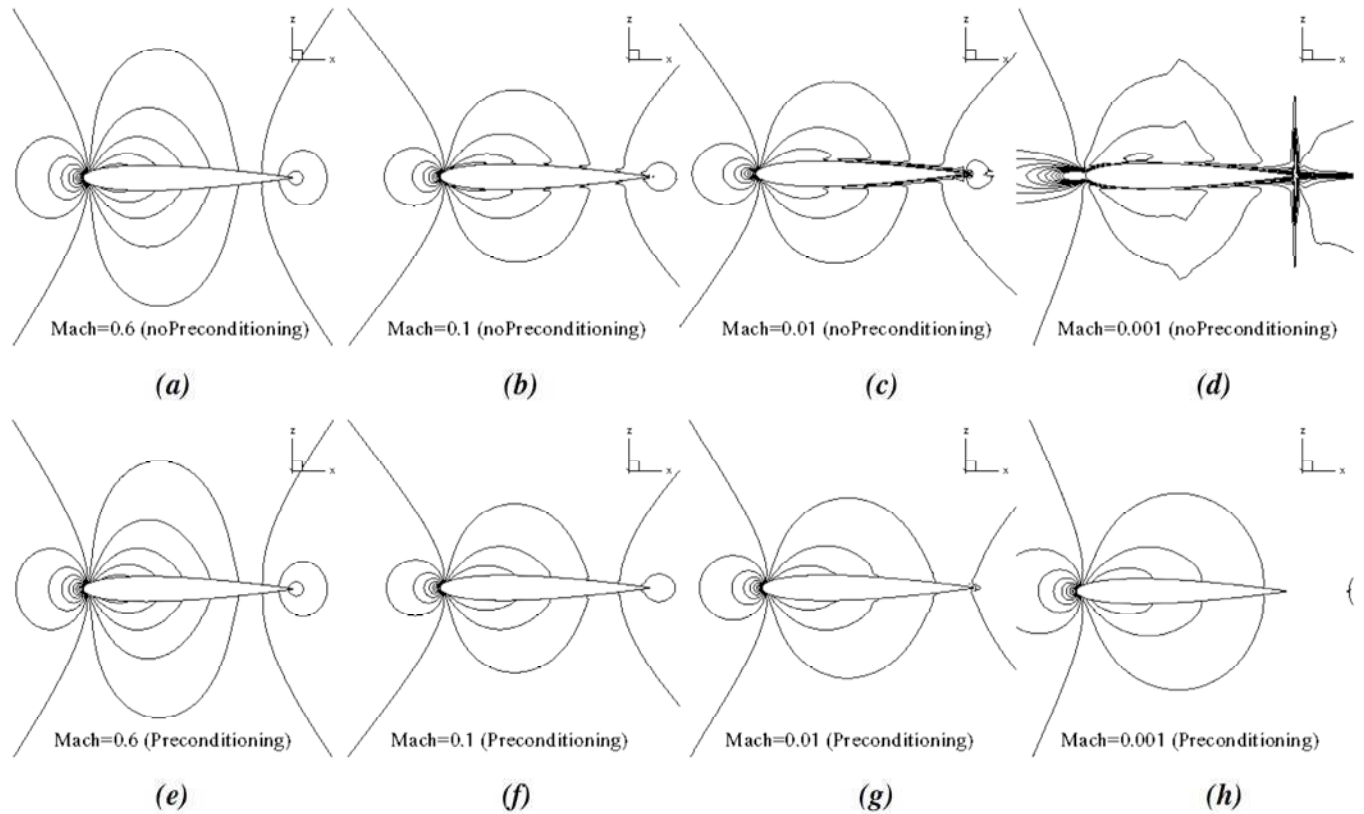 z
x
z
x
z
x
z
x
Mach=0.6 (noPreconditioning)
Mach=0.1 (noPreconditioning)
Mach=0.01 (noPreconditioning)
Mach=0.001 (noPreconditioning)
(a)
(b)
(c)
(d)
z
x
z
x
z
x
z
x
Mach=0.6 (Preconditioning)
Mach=0.1 (Preconditioning)
Mach=0.01 (Preconditioning)
Mach=0.001 (Preconditioning)
(e)
(f)
(g)
(h)